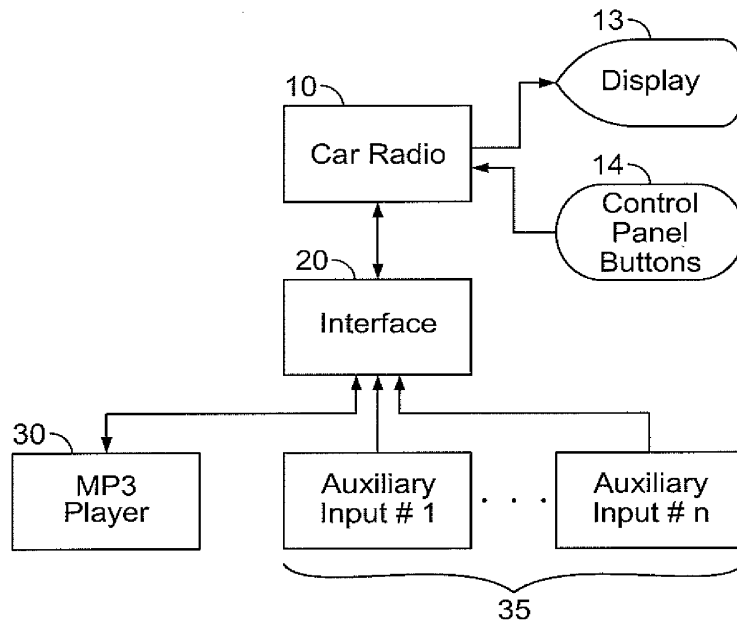 13
Display
10
Car Radio
14
Control
Panel
Buttons
20
Interface
30
MP3
Player
Auxiliary
Input # 1
. . .
Auxiliary
Input # n
35